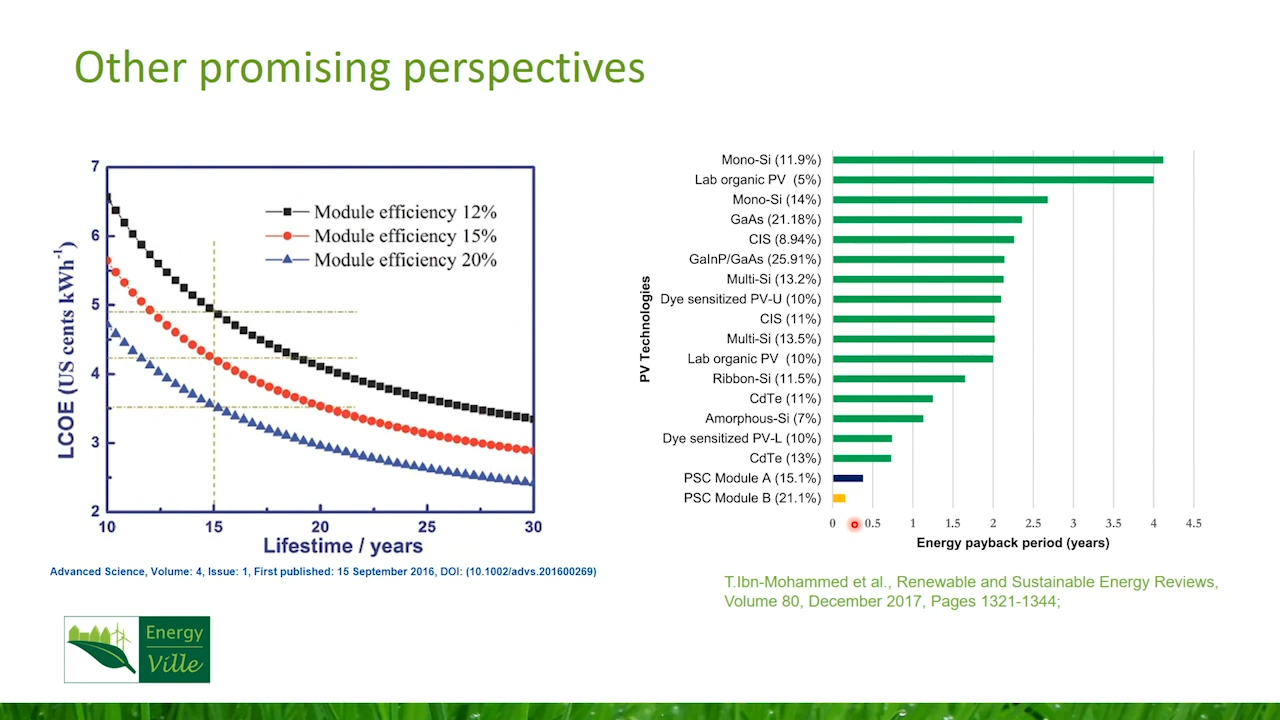 Other promising perspectives
7
6
5
4
3
2
LCOE (US cents kWh⁻¹)
Module efficiency 12%
Module efficiency 15%
Module efficiency 20%
10 15 20 25 30
Lifestime / years
Advanced Science, Volume: 4, Issue: 1, First published: 15 September 2016, DOI: (10.1002/advs.201600269)
PV Technologies
Mono-Si (11.9%)
Lab organic PV (5%)
Mono-Si (14%)
GaAs (21.18%)
CIS (8.94%)
GaInP/GaAs (25.91%)
Multi-Si (13.2%)
Dye sensitized PV-U (10%)
CIS (11%)
Multi-Si (13.5%)
Lab organic PV (10%)
Ribbon-Si (11.5%)
CdTe (11%)
Amorphous-Si (7%)
Dye sensitized PV-L (10%)
CdTe (13%)
PSC Module A (15.1%)
PSC Module B (21.1%)
0 0.5 1 1.5 2 2.5 3 3.5 4 4.5
Energy payback period (years)
T.Ibn-Mohammed et al., Renewable and Sustainable Energy Reviews,
Volume 80, December 2017, Pages 1321-1344;
Energy
Ville